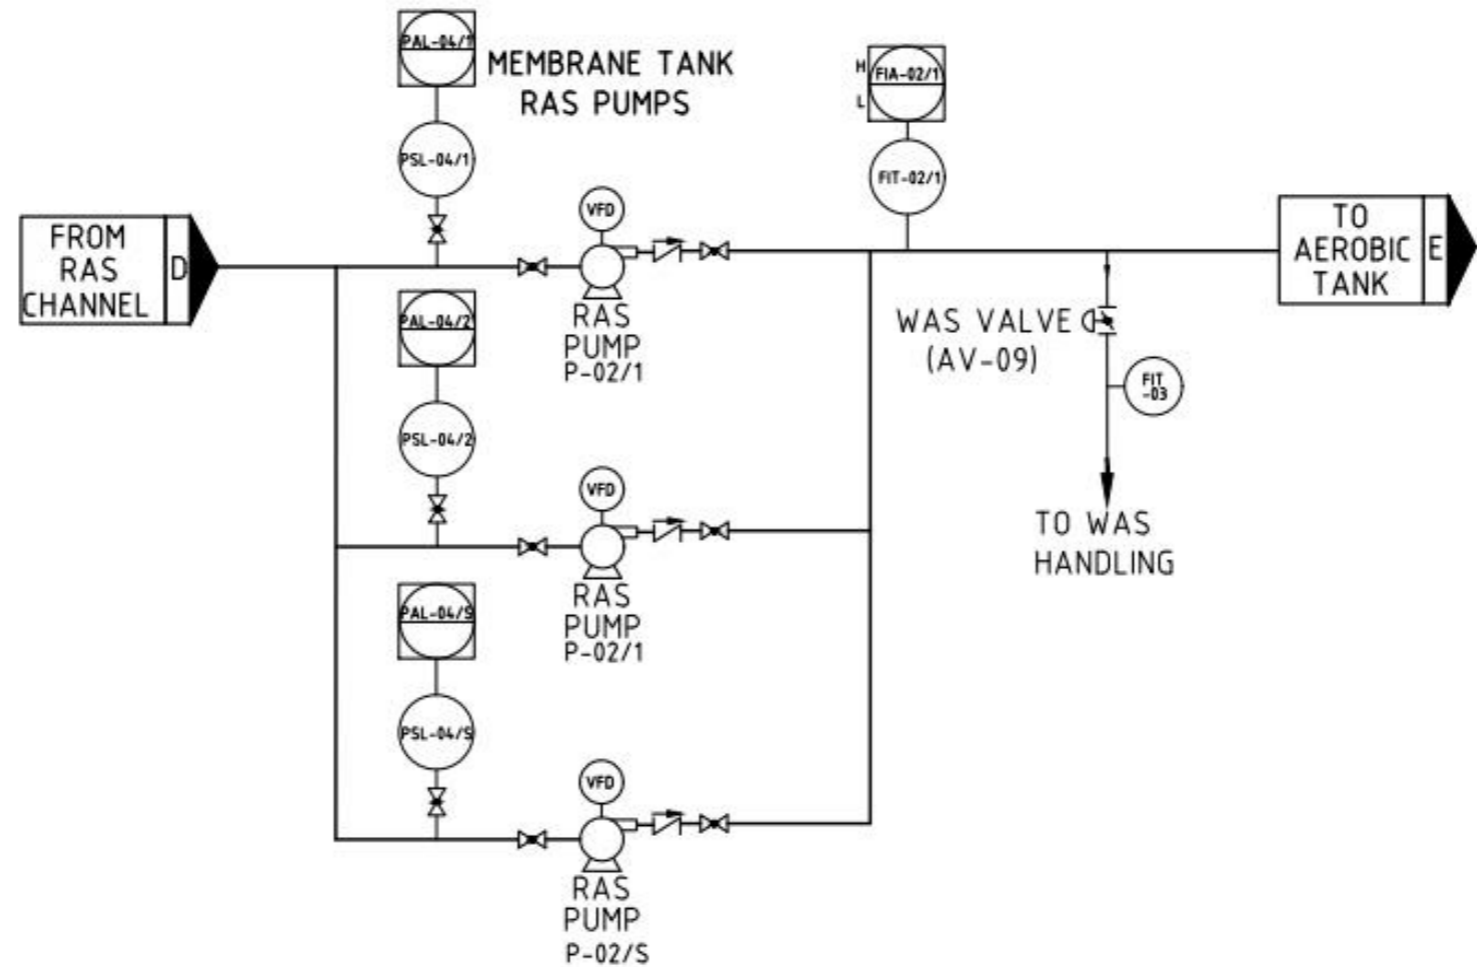 PAL-04/1
MEMBRANE TANK
RAS PUMPS
H
FIA-02/1
L
PSL-04/1
FIT-02/1
VFD
FROM
RAS
CHANNEL
D
TO
AEROBIC
TANK
E
RAS
PUMP
P-02/1
WAS VALVE
(AV-09)
FIT
-03
PAL-04/2
PSL-04/2
VFD
TO WAS
HANDLING
RAS
PUMP
P-02/1
PAL-04/S
PSL-04/S
VFD
RAS
PUMP
P-02/S